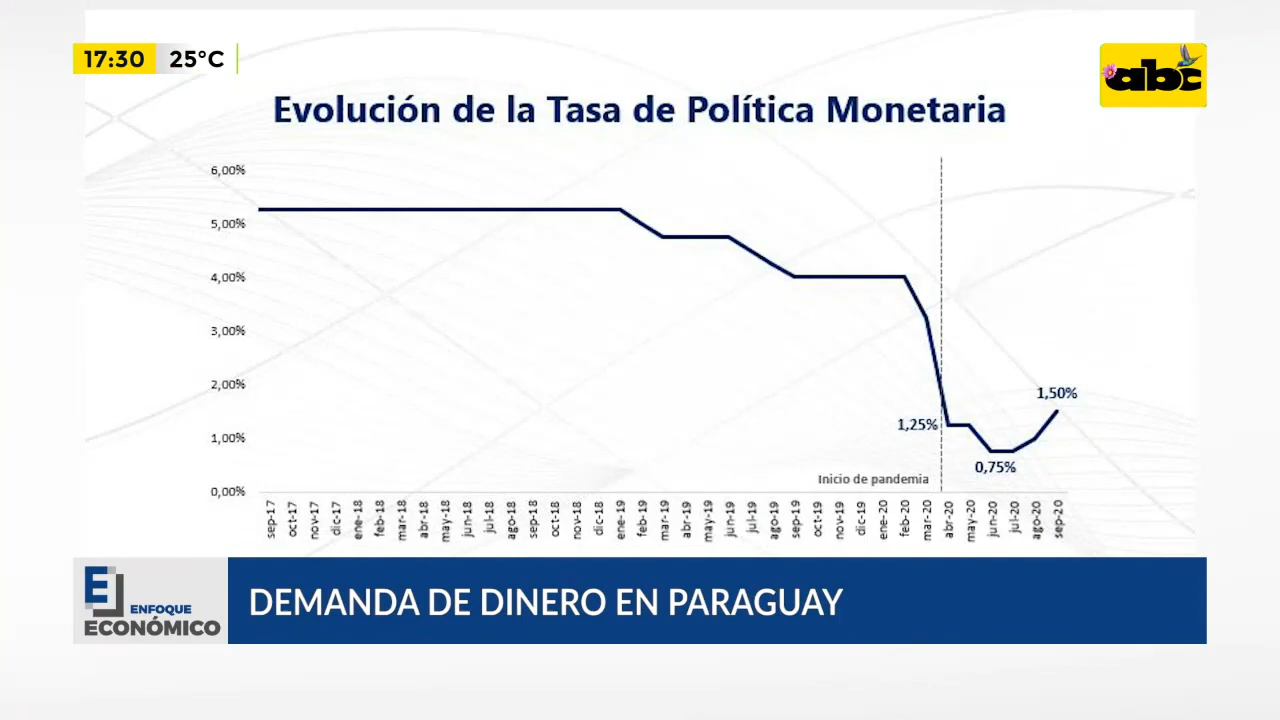 17:30 25°C
abc
Evolución de la Tasa de Política Monetaria
6,00%
5,00%
4,00%
3,00%
2,00%
1,00%
0,00%
1,50%
1,25%
0,75%
Inicio de pandemia
sep-17 oct-17 nov-17 dic-17 ene-18 feb-18 mar-18 abr-18 may-18 jun-18 jul-18 ago-18 sep-18 oct-18 nov-18 dic-18 ene-19 feb-19 mar-19 abr-19 may-19 jun-19 jul-19 ago-19 sep-19 oct-19 nov-19 dic-19 ene-20 feb-20 mar-20 abr-20 may-20 jun-20 jul-20 ago-20 sep-20
E
ENFOQUE
ECONÓMICO
DEMANDA DE DINERO EN PARAGUAY